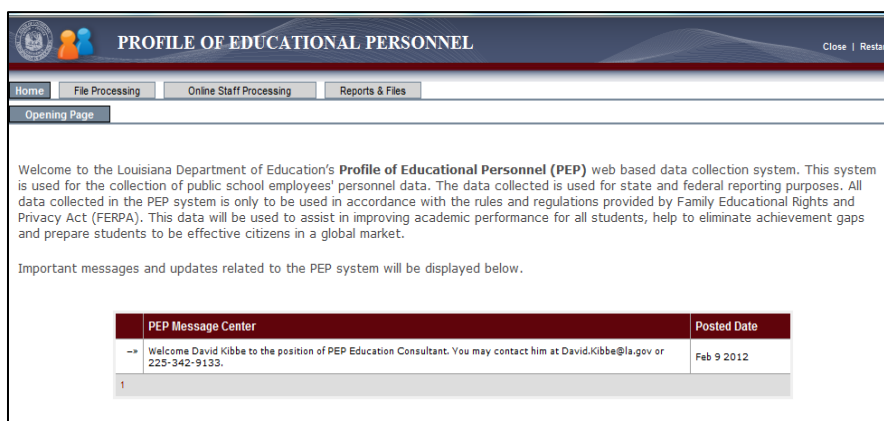 PROFILE OF EDUCATIONAL PERSONNEL
Close | Resta
Home File Processing Online Staff Processing Reports & Files
Opening Page
Welcome to the Louisiana Department of Education's Profile of Educational Personnel (PEP) web based data collection system. This system
is used for the collection of public school employees' personnel data. The data collected is used for state and federal reporting purposes. All
data collected in the PEP system is only to be used in accordance with the rules and regulations provided by Family Educational Rights and
Privacy Act (FERPA). This data will be used to assist in improving academic performance for all students, help to eliminate achievement gaps
and prepare students to be effective citizens in a global market.
Important messages and updates related to the PEP system will be displayed below.
PEP Message Center Posted Date
Welcome David Kibbe to the position of PEP Education Consultant. You may contact him at David.Kibbe@la.gov or
225-342-9133.
Feb 9 2012
1